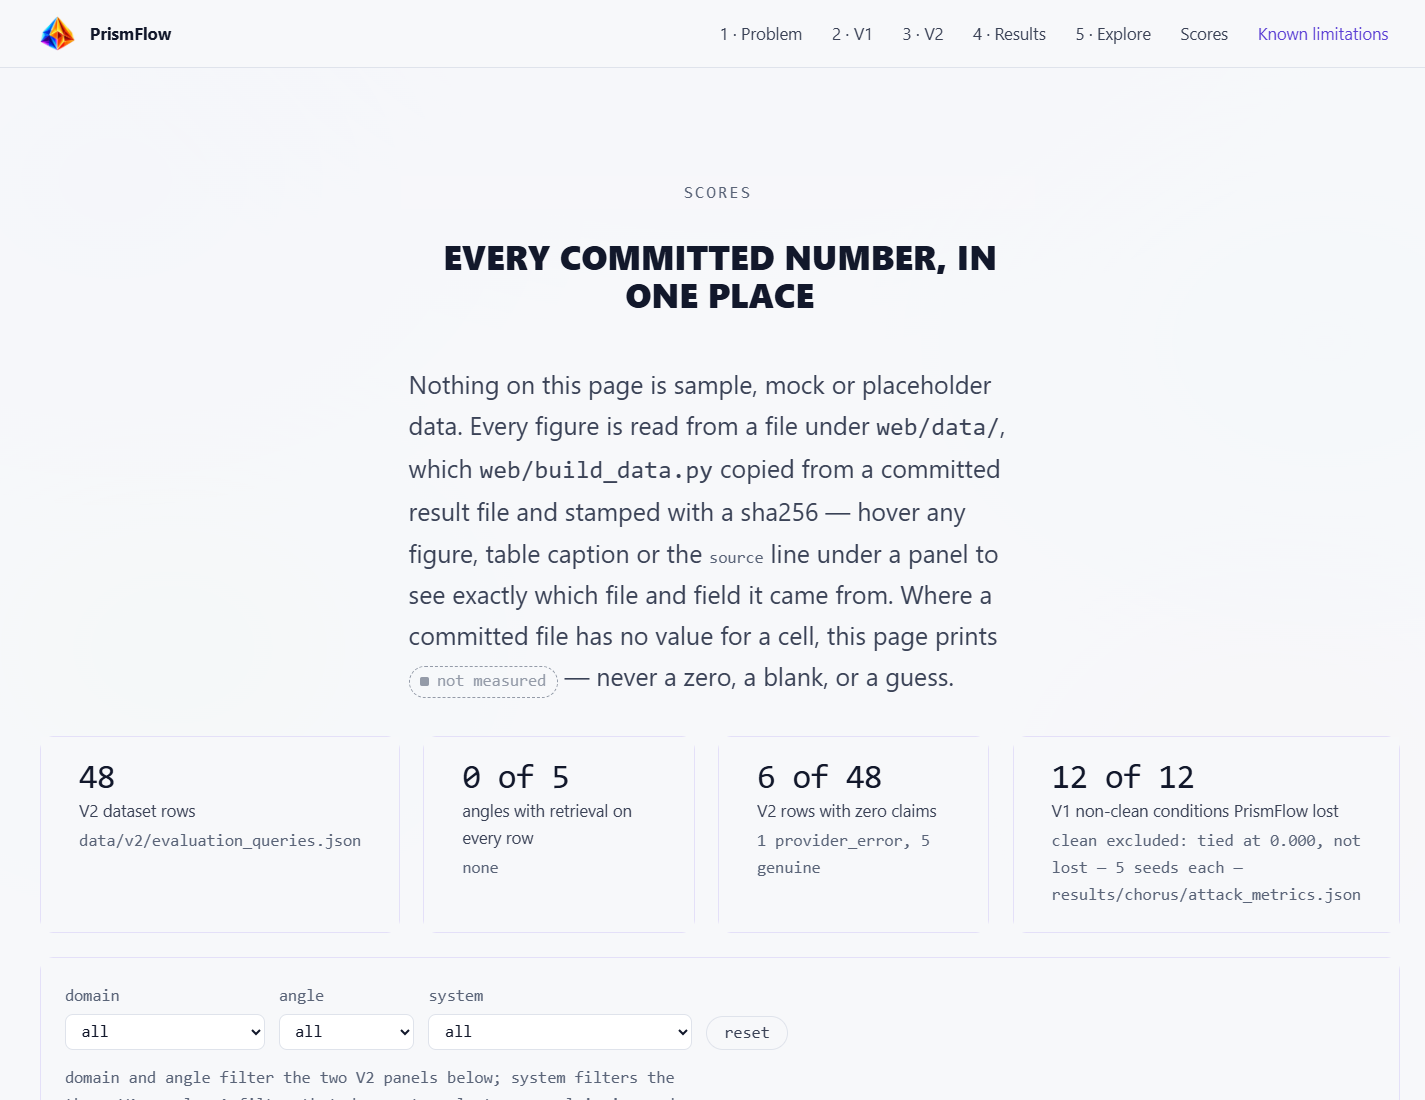 PrismFlow
1 · Problem
2 · V1
3 · V2
4 · Results
5 · Explore
Scores
Known limitations
SCORES
EVERY COMMITTED NUMBER, IN
ONE PLACE
Nothing on this page is sample, mock or placeholder
data. Every figure is read from a file under web/data/,
which web/build_data.py copied from a committed
result file and stamped with a sha256 — hover any
figure, table caption or the source line under a panel to
see exactly which file and field it came from. Where a
committed file has no value for a cell, this page prints
not measured — never a zero, a blank, or a guess.
48
V2 dataset rows
data/v2/evaluation_queries.json
0 of 5
angles with retrieval on
every row
none
6 of 48
V2 rows with zero claims
1 provider_error, 5
genuine
12 of 12
V1 non-clean conditions PrismFlow lost
clean excluded: tied at 0.000, not
lost — 5 seeds each —
results/chorus/attack_metrics.json
domain
angle
system
all
all
all
reset
domain and angle filter the two V2 panels below; system filters the